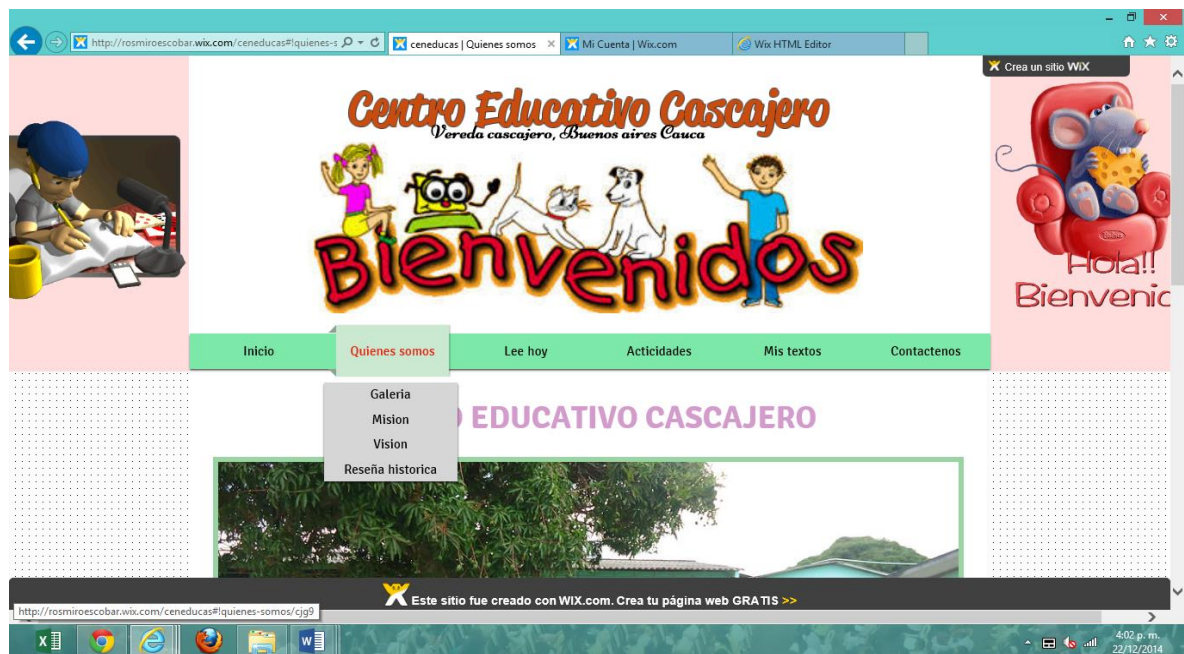 http://rosmiroescobar.wix.com/ceneducas#!quienes-s
ceneducas | Quienes somos
Mi Cuenta | Wix.com
Wix HTML Editor
Crea un sitio WiX
Centro Educativo Cascajero
Vereda cascajero, Buenos aires Cauca
Bienvenidos
Hola!!
Bienvenic
Inicio
Quienes somos
Lee hoy
Acticidades
Mis textos
Contactenos
Galeria
Mision
Vision
Reseña historica
O EDUCATIVO CASCAJERO
Este sitio fue creado con WIX.com. Crea tu página web GRATIS >>
http://rosmiroescobar.wix.com/ceneducas#!quienes-somos/cjg9
4:02 p. m.
22/12/2014